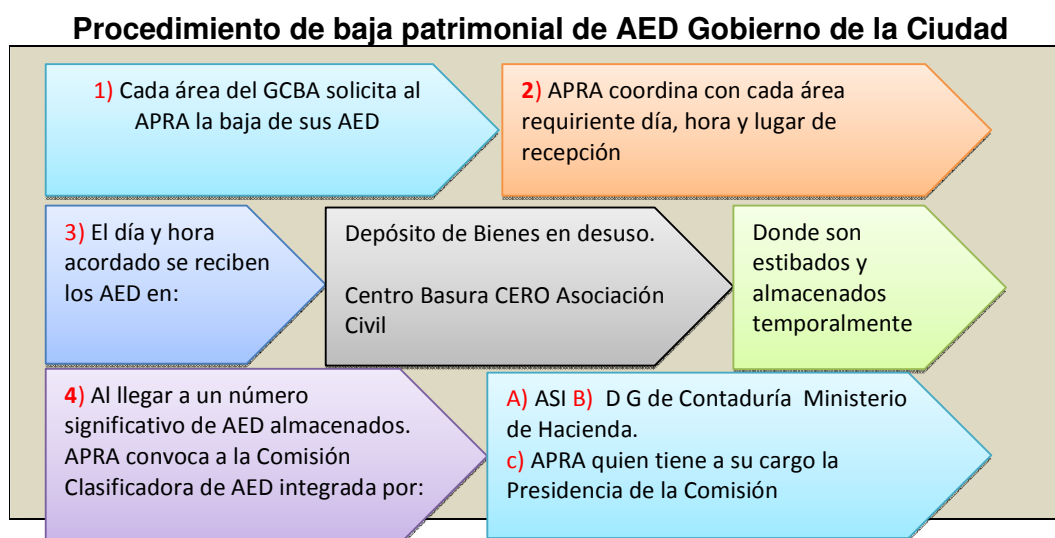 Procedimiento de baja patrimonial de AED Gobierno de la Ciudad
1) Cada área del GCBA solicita al
APRA la baja de sus AED
2) APRA coordina con cada área
requiriente día, hora y lugar de
recepción
3) El día y hora
acordado se reciben
los AED en:
Depósito de Bienes en desuso.
Centro Basura CERO Asociación
Civil
Donde son
estibados y
almacenados
temporalmente
4) Al llegar a un número
significativo de AED almacenados.
APRA convoca a la Comisión
Clasificadora de AED integrada por:
A) ASI B) D G de Contaduría Ministerio
de Hacienda.
c) APRA quien tiene a su cargo la
Presidencia de la Comisión